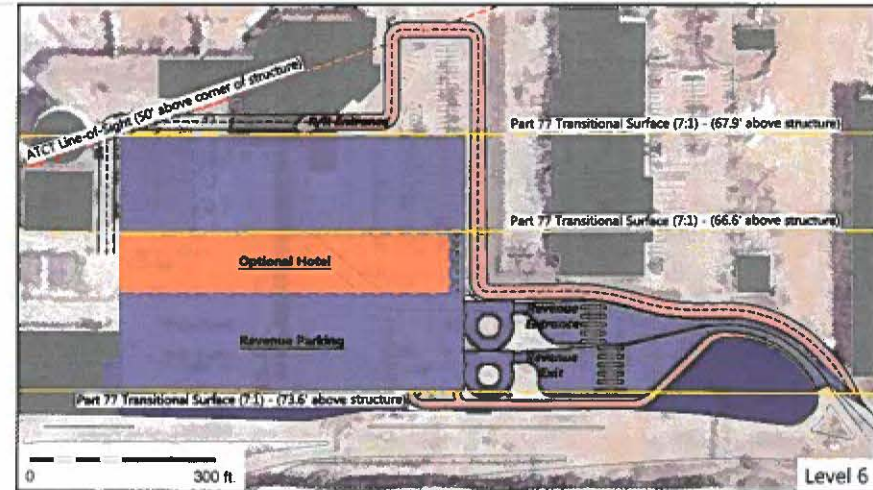 ATCT Line-of-Sight (50' above corner of structure)
Entrance
Part 77 Transitional Surface (7:1) - (67.9' above structure)
Part 77 Transitional Surface (7:1) - (66.6' above structure)
Optional Hotel
Revenue
Entrance
Revenue Parking
Revenue
Exit
Part 77 Transitional Surface (7:1) - (73.6' above structure)
0 300 ft.
Level 6